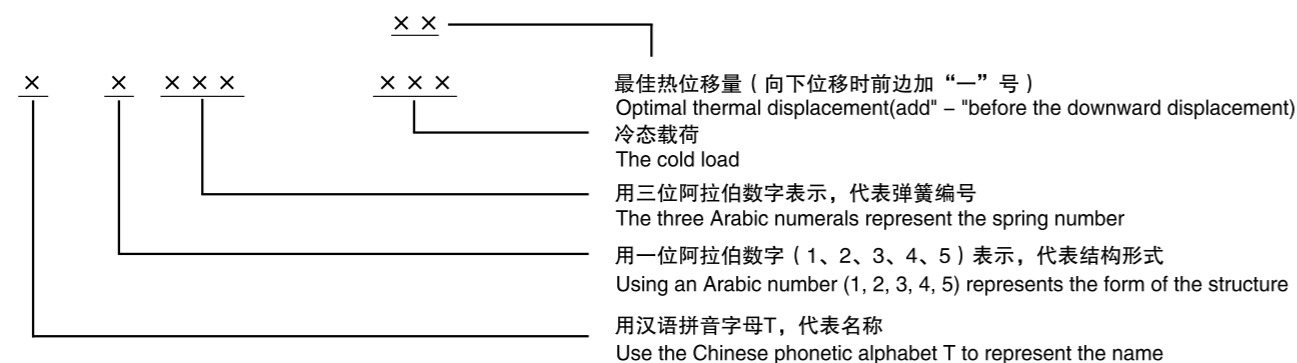 ××
× × ××× ×××
最佳热位移量（向下位移时前边加“一”号）
Optimal thermal displacement(add" – "before the downward displacement)
冷态载荷
The cold load
用三位阿拉伯数字表示，代表弹簧编号
The three Arabic numerals represent the spring number
用一位阿拉伯数字（1、2、3、4、5）表示，代表结构形式
Using an Arabic number (1, 2, 3, 4, 5) represents the form of the structure
用汉语拼音字母T，代表名称
Use the Chinese phonetic alphabet T to represent the name